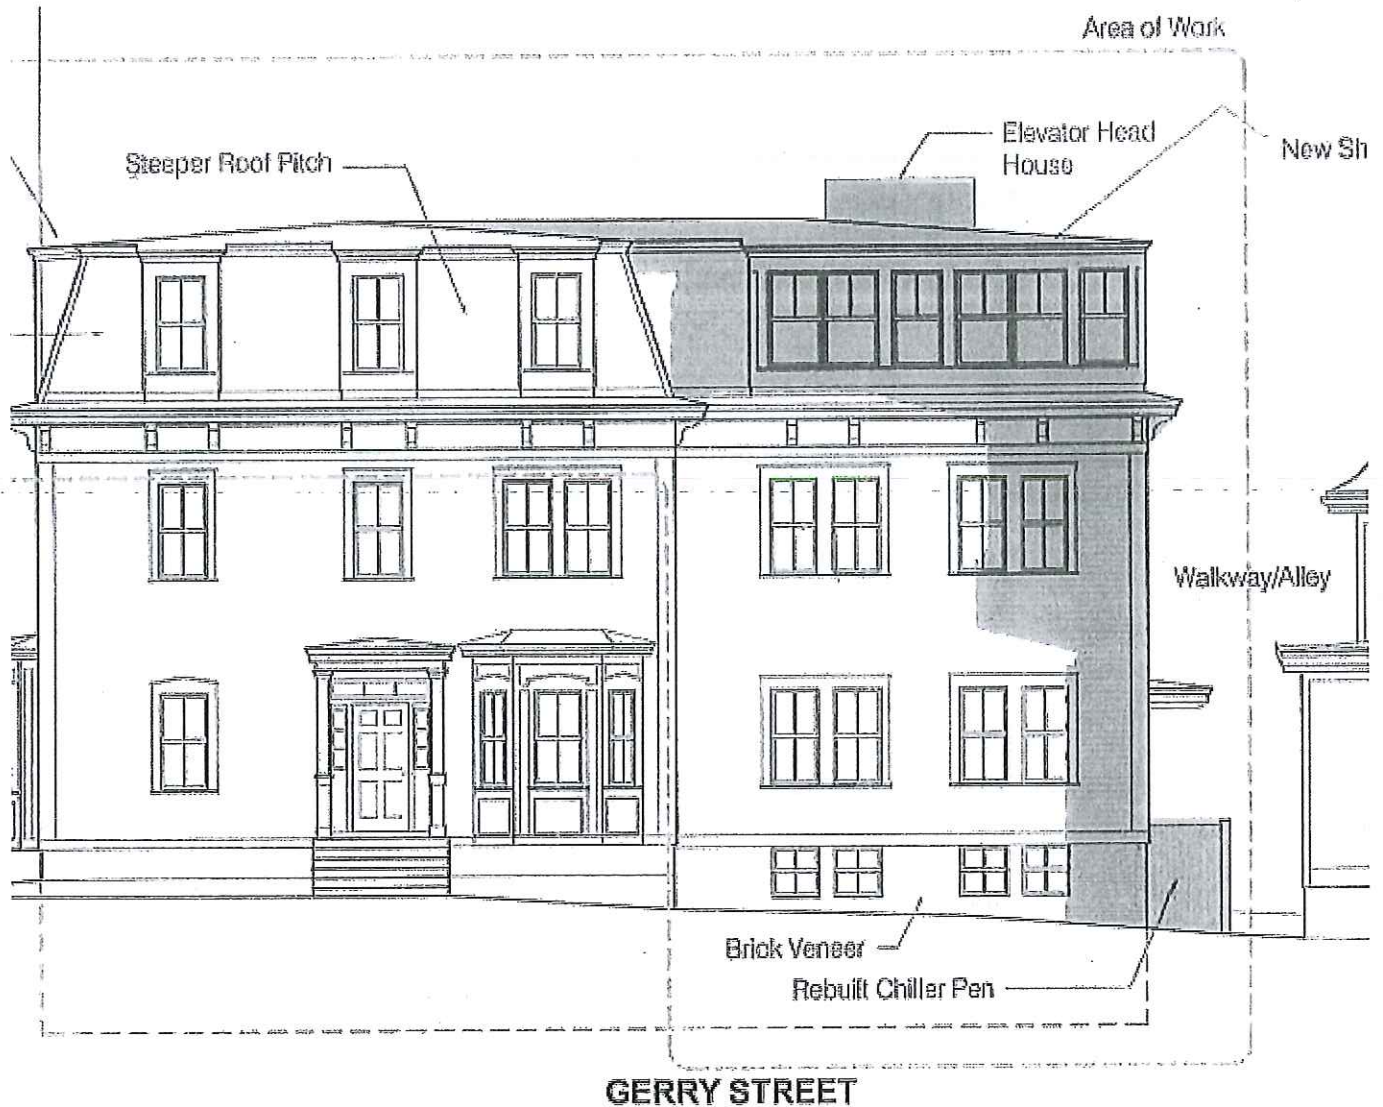 Area of Work
Elevator Head
House
New Sh
Steeper Roof Pitch
Walkway/Alley
Brick Veneer
Rebuilt Chiller Pen
GERRY STREET